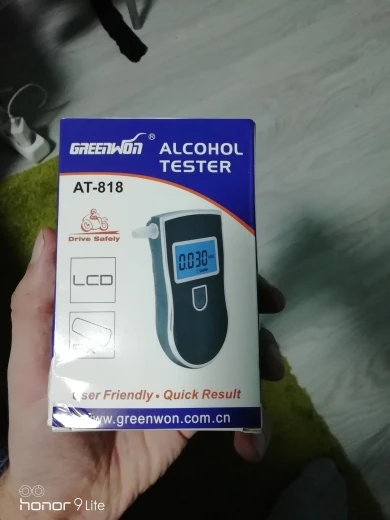 GREENWON®
ALCOHOL
TESTER
AT-818
Drive Safely
LCD
0.030
User Friendly • Quick Result
www.greenwon.com.cn
honor 9 Lite